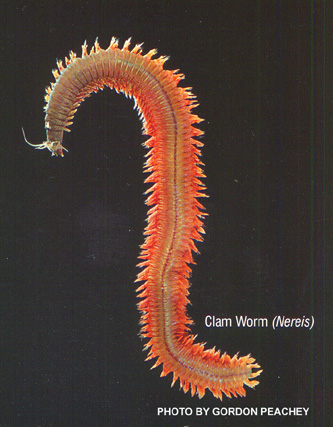 Clam Worm (Nereis)
PHOTO BY GORDON PEACHEY